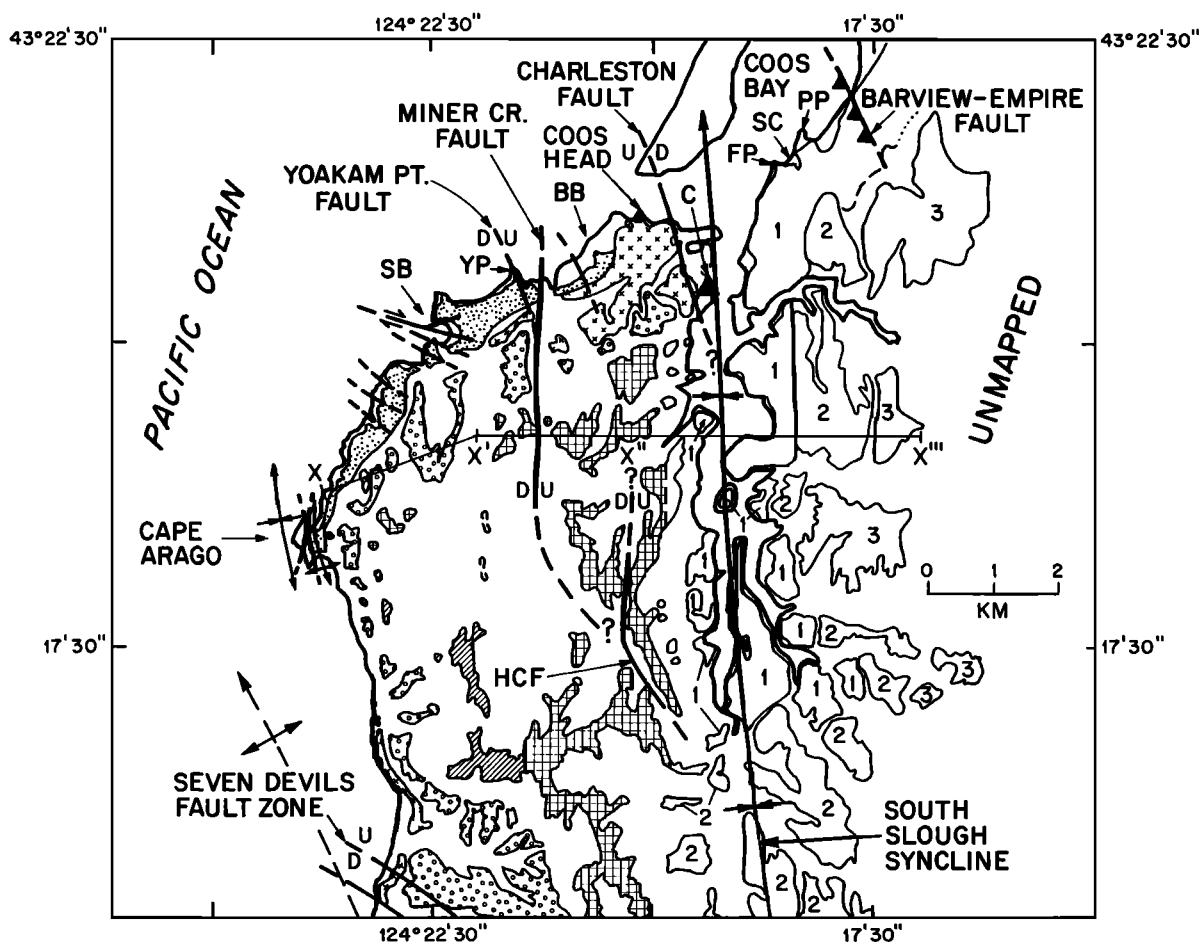 124° 22'30"
17'30"
43° 22'30"
43° 22'30"
CHARLESTON
FAULT
COOS
BAY
PP
BARVIEW-EMPIRE
FAULT
MINER CR.
FAULT
COOS
HEAD
SC
FP
U D
YOAKAM PT.
FAULT
BB
C
1
2
3
D U
SB
YP
PACIFIC OCEAN
UNMAPPED
?
1
2
3
1
X
X'
X"
X'''
?
D U
D U
CAPE
ARAGO
1
2
3
1
1
0 1 2
KM
1
1
2
17'30"
17'30"
?
HCF
1
1
1
1
2
3
3
2
SEVEN DEVILS
FAULT ZONE
U
D
2
2
SOUTH
SLOUGH
SYNCLINE
2
2
2
124° 22'30"
17'30"